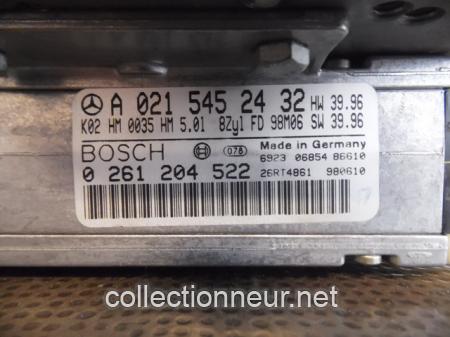 A 021 545 24 32 HW 39.96
K02 HM 0035 HM 5.01 8Zyl FD 98M06 SW 39.96
BOSCH 078 Made in Germany
6923 06854 86610
0 261 204 522 26RT4861 980610
collectionneur.net